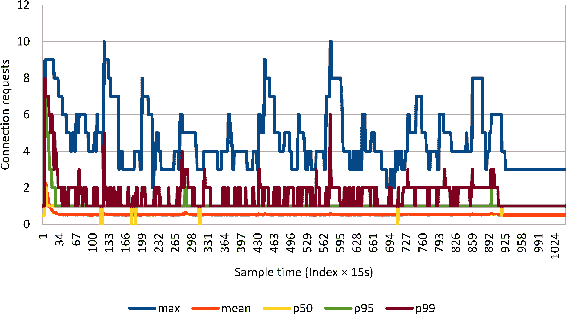 12
10
8
6
4
2
0
Connection requests
1 34 67 100 133 166 199 232 265 298 331 364 397 430 463 496 529 562 595 628 661 694 727 760 793 826 859 892 925 958 991 1024
Sample time (Index × 15s)
max mean p50 p95 p99